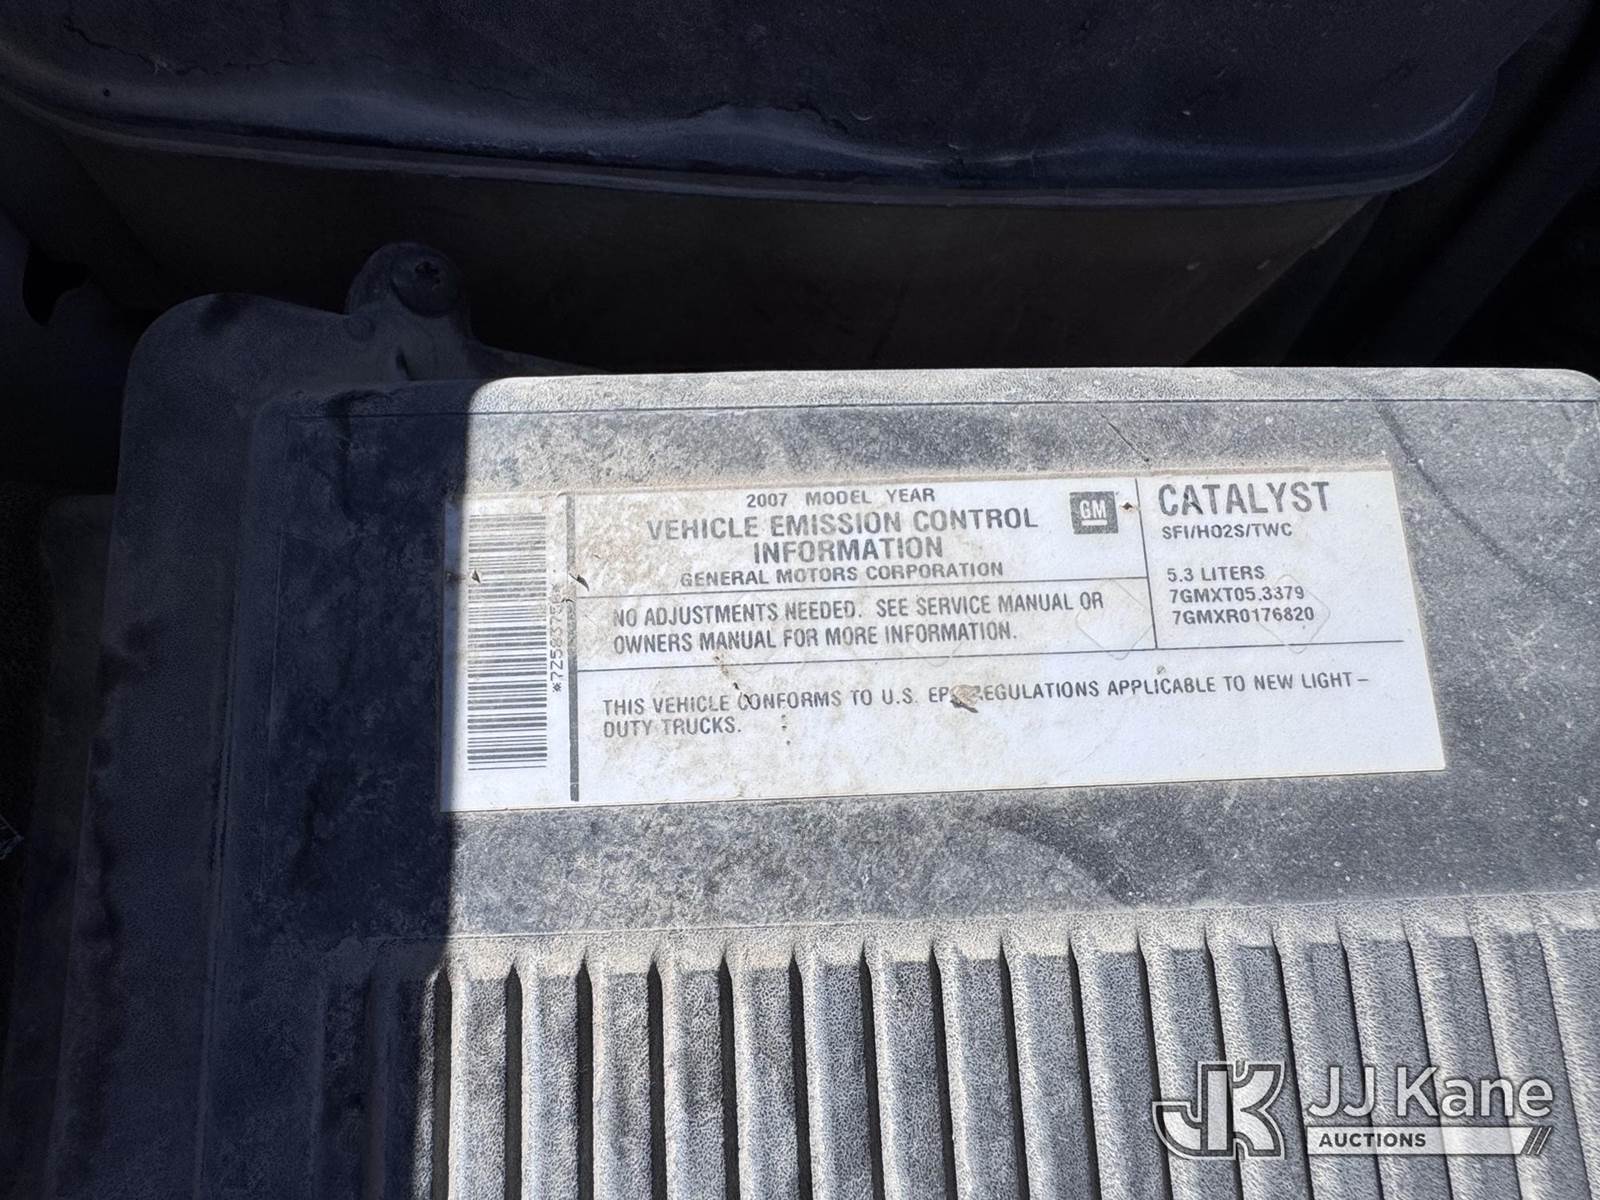 2007 MODEL YEAR
VEHICLE EMISSION CONTROL
INFORMATION
GENERAL MOTORS CORPORATION
GM
NO ADJUSTMENTS NEEDED. SEE SERVICE MANUAL OR
OWNERS MANUAL FOR MORE INFORMATION.
CATALYST
SFI/HO2S/TWC
5.3 LITERS
7GMXT05.3379
7GMXR0176820
THIS VEHICLE CONFORMS TO U.S. REGULATIONS APPLICABLE TO NEW LIGHT-
DUTY TRUCKS.
JK
JJ Kane
AUCTIONS